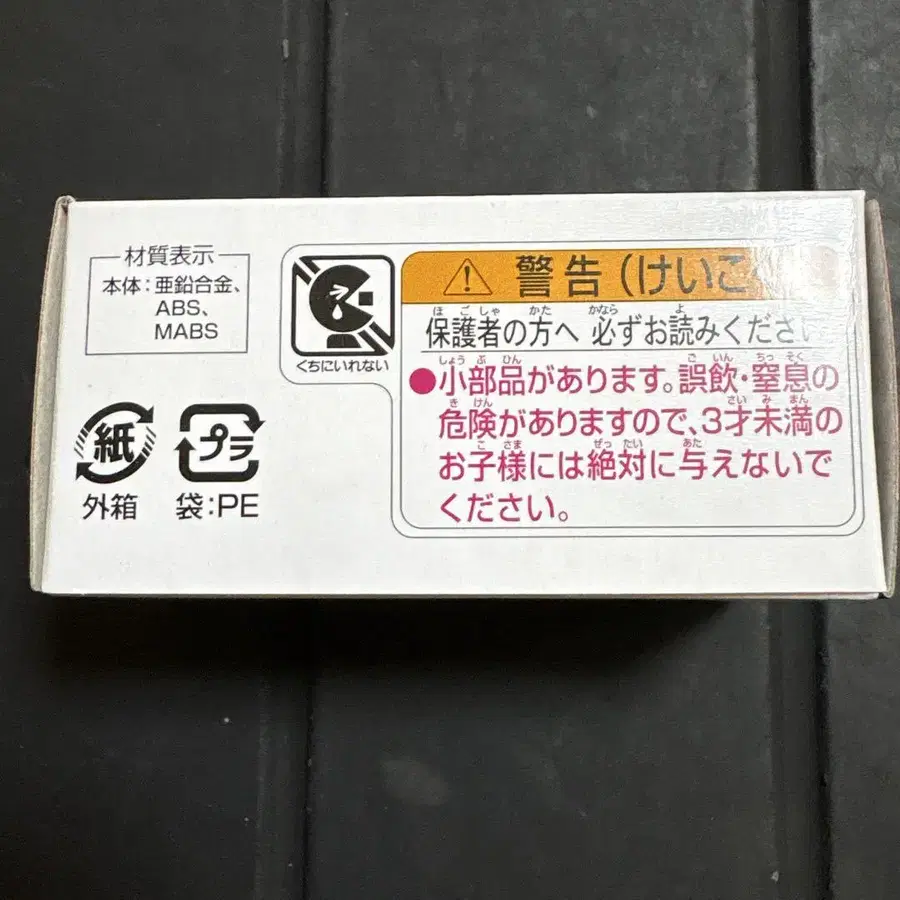 材質表示
本体:亜鉛合金、
ABS、
MABS
紙
外箱
プラ
袋:PE
くちにいれない
警告(けいこ
ほごしゃ かた かなら よ
保護者の方へ 必ずお読みくださ
しょうぶひん ごいん ちっそく
●小部品があります。誤飲・窒息の
きけん さいみまん
危険がありますので、3才未満の
こさま ぜったい あた
お子様には絶対に与えないで
ください。